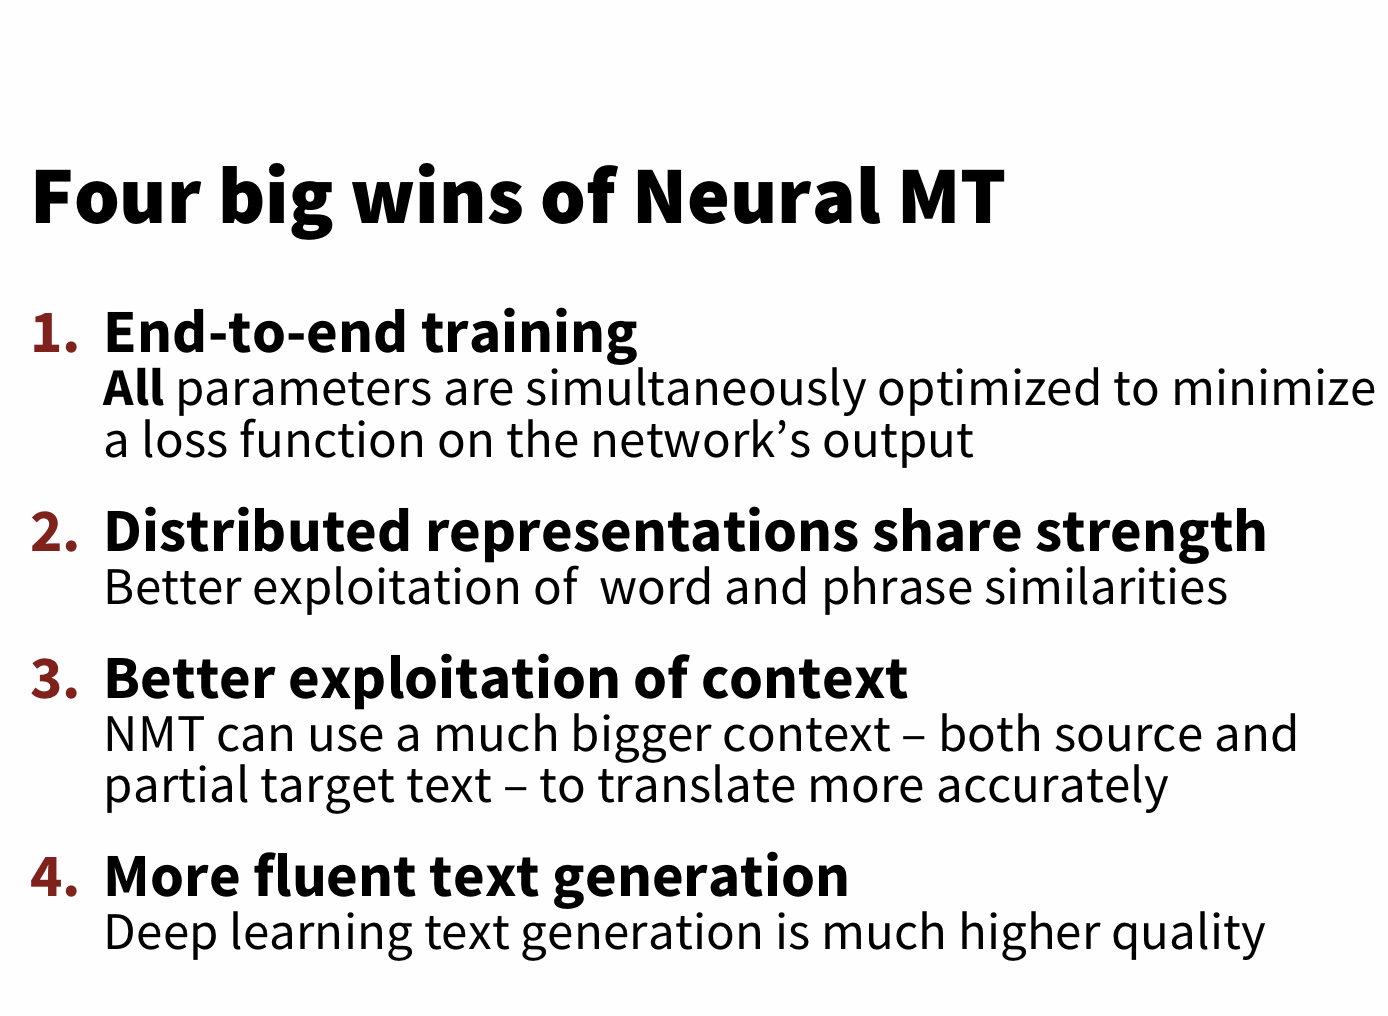 Four big wins of Neural MT
1. End-to-end training
All parameters are simultaneously optimized to minimize
a loss function on the network’s output
2. Distributed representations share strength
Better exploitation of  word and phrase similarities
3. Better exploitation of context
NMT can use a much bigger context – both source and
partial target text – to translate more accurately
4. More fluent text generation
Deep learning text generation is much higher quality